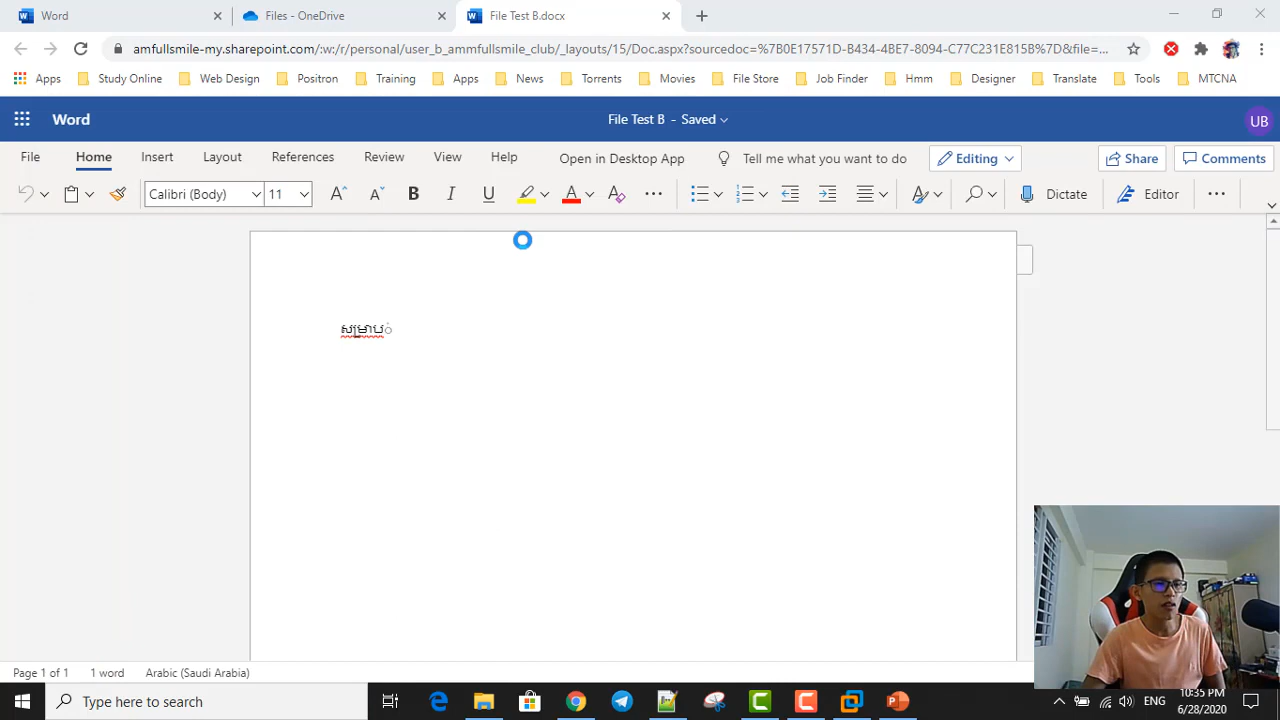 Word
Files - OneDrive
File Test B.docx
amfullsmile-my.sharepoint.com/:w:/r/personal/user_b_ammfullsmile_club/_layouts/15/Doc.aspx?sourcedoc=%7B0E17571D-B434-4BE7-8094-C77C231E815B%7D&file=...
Apps Study Online Web Design Positron Training Apps News Torrents Movies File Store Job Finder Hmm Designer Translate Tools MTCNA
Word File Test B - Saved UB
File Home Insert Layout References Review View Help Open in Desktop App Tell me what you want to do Editing Share Comments
Calibri (Body) 11 A A B I U A A Dictate Editor
សម្រាប់
Page 1 of 1 1 word Arabic (Saudi Arabia)
Type here to search
ENG
10:35 PM
6/28/2020